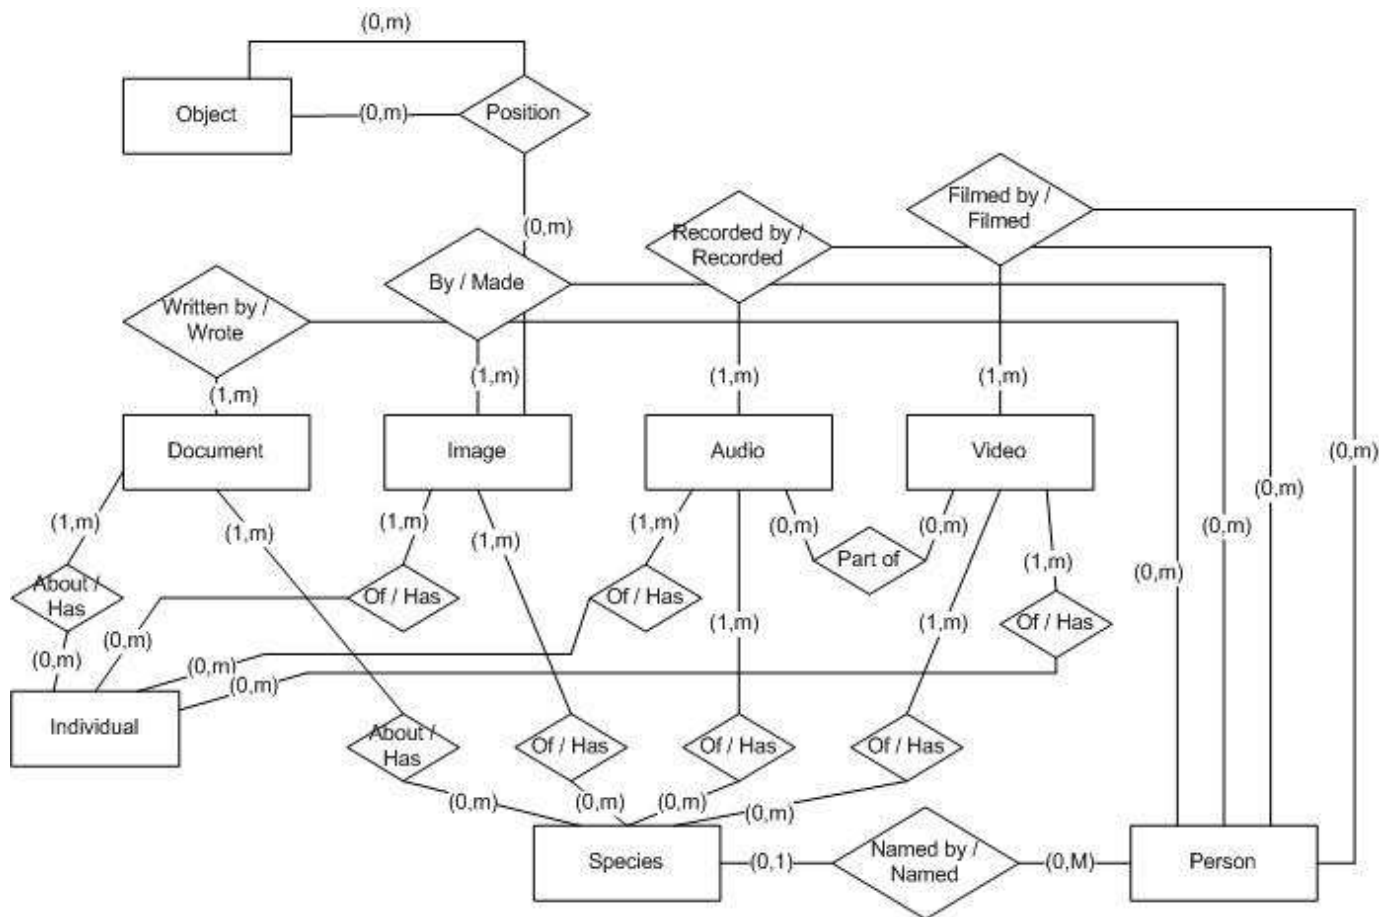 (0,m)
Object
(0,m)
Position
(0,m)
Filmed by /
Filmed
Recorded by /
Recorded
By / Made
Written by /
Wrote
(1,m)
(1,m)
(1,m)
(1,m)
Document
Image
Audio
Video
(0,m)
(0,m)
(0,m)
(0,m)
(1,m)
(1,m)
(1,m)
(1,m)
(1,m)
(0,m)
(0,m)
(1,m)
Part of
About /
Has
Of / Has
Of / Has
Of / Has
(0,m)
(0,m)
(0,m)
(0,m)
(1,m)
(1,m)
Individual
About /
Has
Of / Has
Of / Has
Of / Has
(0,m)
(0,m)
(0,m)
(0,m)
Species
(0,1)
Named by /
Named
(0,M)
Person